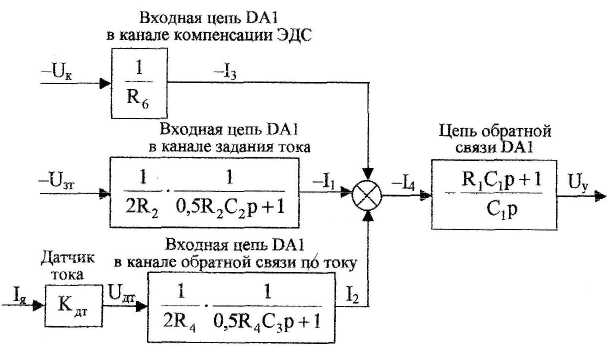 Входная цепь DA1
в канале компенсации ЭДС
–Uк
1
R6
–I3
Входная цепь DA1
в канале задания тока
–Uзт
1
2R2
·
1
0,5R2C2p+1
–I1
–I4
Цепь обратной
связи DA1
– R1C1p+1
C1p
Uу
Входная цепь DA1
в канале обратной связи по току
Датчик
тока
Iя
Kдт
Uдт
1
2R4
·
1
0,5R4C3p+1
I2